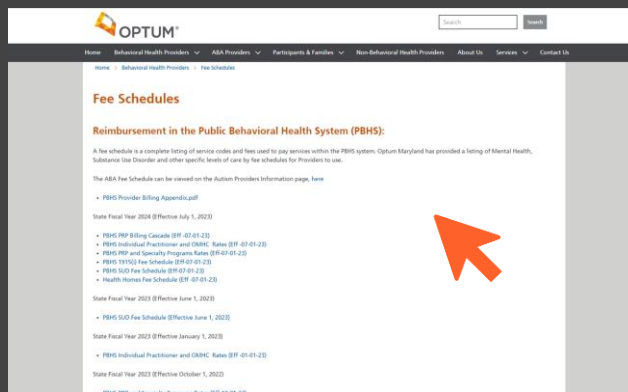 OPTUM®
Search
Search
Home Behavioral Health Providers ABA Providers Participants & Families Non-Behavioral Health Providers About Us Services Contact Us
Home > Behavioral Health Providers > Fee Schedules
Fee Schedules
Reimbursement in the Public Behavioral Health System (PBHS):
A fee schedule is a complete listing of service codes and fees used to pay services within the PBHS system. Optum Maryland has provided a listing of Mental Health,
Substance Use Disorder and other specific levels of care by fee schedules for Providers to use.
The ABA Fee Schedule can be viewed on the Autism Providers Information page, here
• PBHS Provider Billing Appendix.pdf
State Fiscal Year 2024 (Effective July 1, 2023)
• PBHS PRP Billing Cascade (Eff -07-01-23)
• PBHS Individual Practitioner and OMHC Rates (Eff -07-01-23)
• PBHS PRP and Specialty Programs Rates (Eff-07-01-23)
• PBHS 1915(i) Fee Schedule (Eff-07-01-23)
• PBHS SUD Fee Schedule (Eff-07-01-23)
• Health Homes Fee Schedule (Eff -07-01-23)
State Fiscal Year 2023 (Effective June 1, 2023)
• PBHS SUD Fee Schedule (Effective June 1, 2023)
State Fiscal Year 2023 (Effective January 1, 2023)
• PBHS Individual Practitioner and OMHC Rates (Eff -01-01-23)
State Fiscal Year 2023 (Effective October 1, 2022)